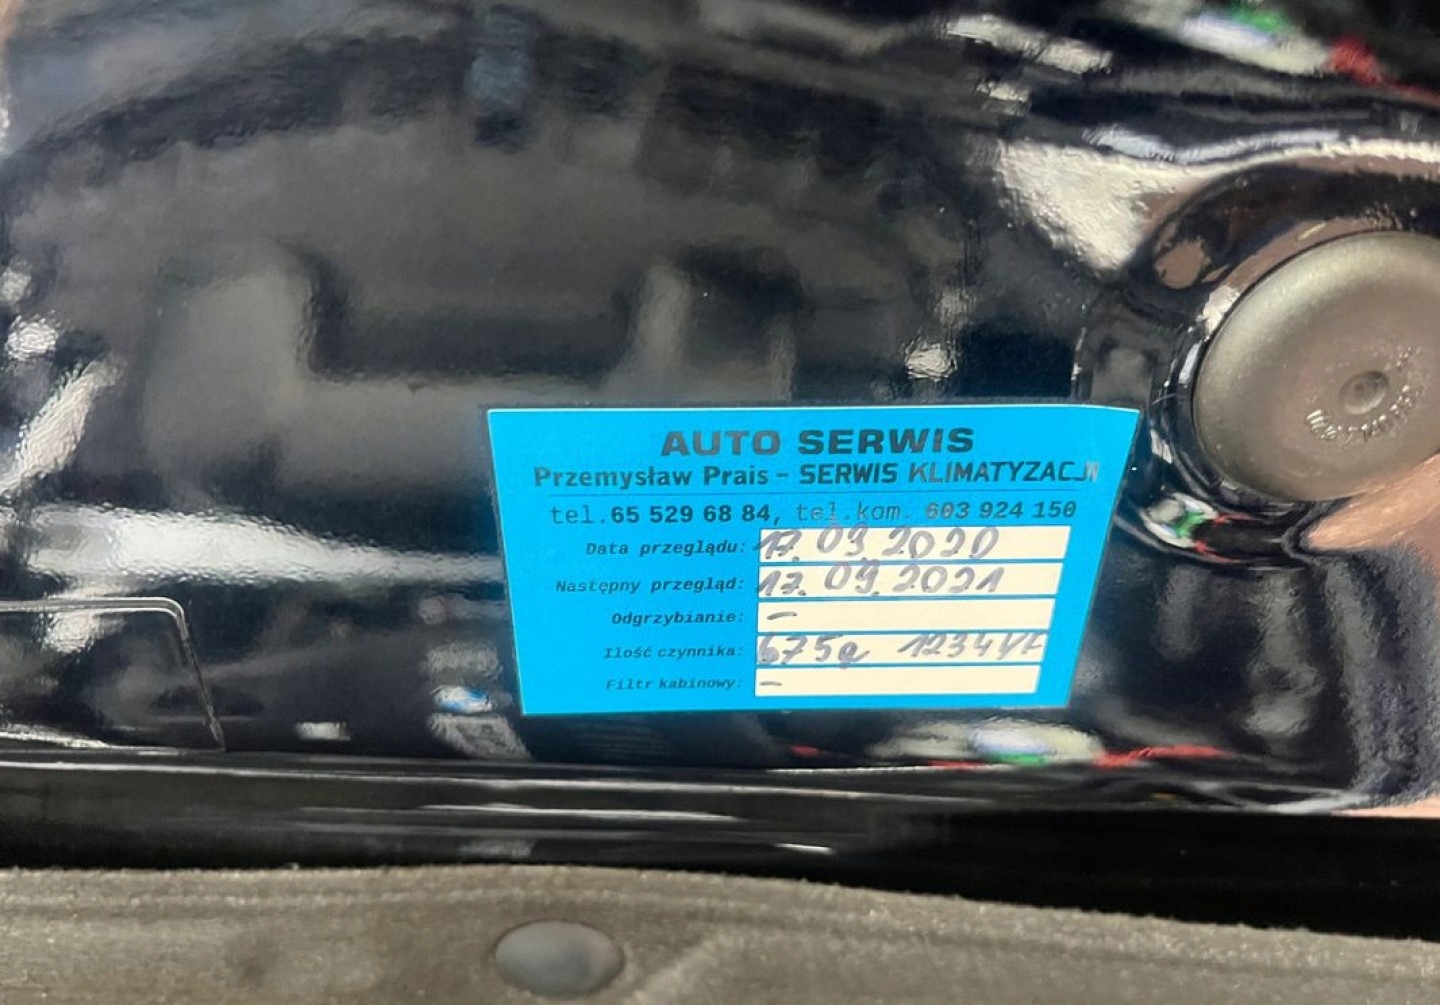 AUTO SERWIS
Przemysław Prais - SERWIS KLIMATYZACJI
tel. 65 529 68 84, tel.kom. 603 924 150
Data przeglądu: 17.09.2020
Następny przegląd: 17.09.2021
Odgrzybianie: -
Ilość czynnika: 675g 1234Yf
Filtr kabinowy: -